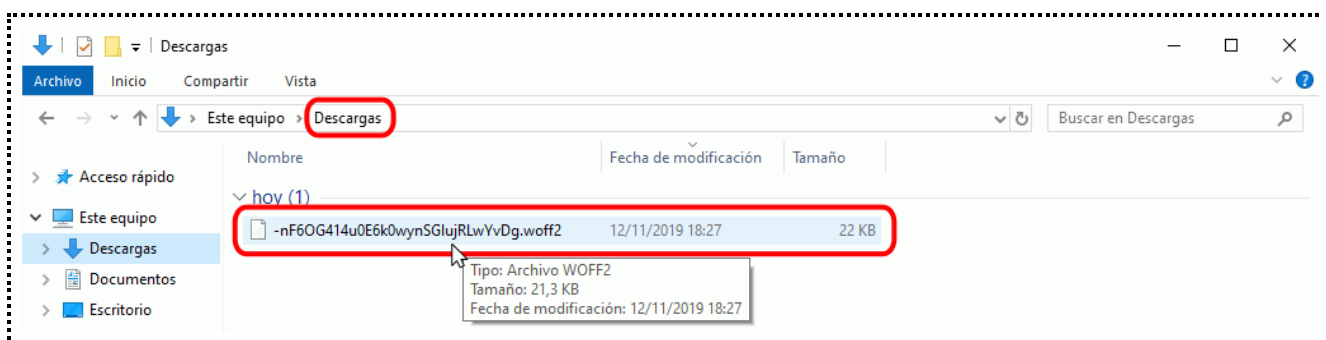 Descargas
Archivo Inicio Compartir Vista
Este equipo > Descargas Buscar en Descargas
Nombre Fecha de modificación Tamaño
Acceso rápido
hoy (1)
Este equipo
-nF6OG414u0E6k0wynSGlujRLwYvDg.woff2 12/11/2019 18:27 22 KB
Descargas
Tipo: Archivo WOFF2
Documentos
Tamaño: 21,3 KB
Escritorio
Fecha de modificación: 12/11/2019 18:27